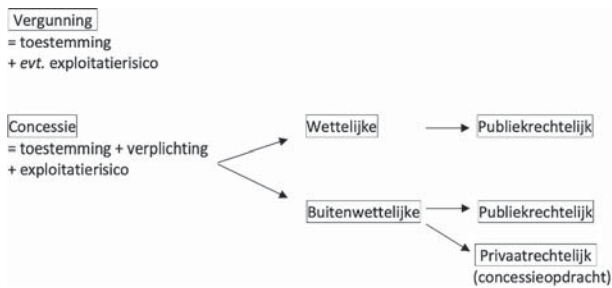 Vergunning
= toestemming
+ evt. exploitatierisico
Concessie
= toestemming + verplichting
+ exploitatierisico
Wettelijke
Publiekrechtelijk
Buitenwettelijke
Publiekrechtelijk
Privaatrechtelijk
(concessieopdracht)